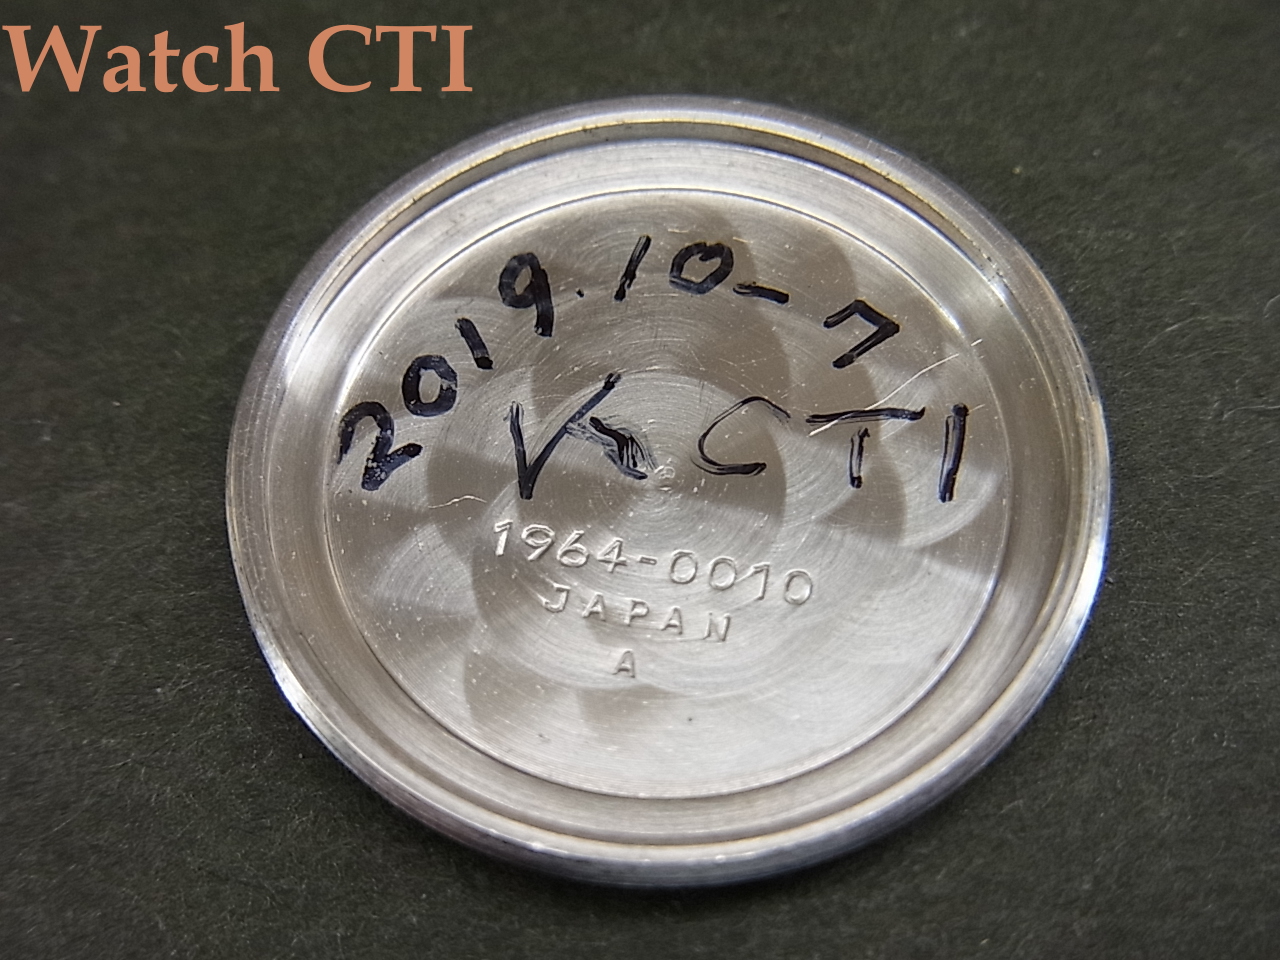 Watch CTI
2019.10-7
CTI
1964-0010
JAPAN
A